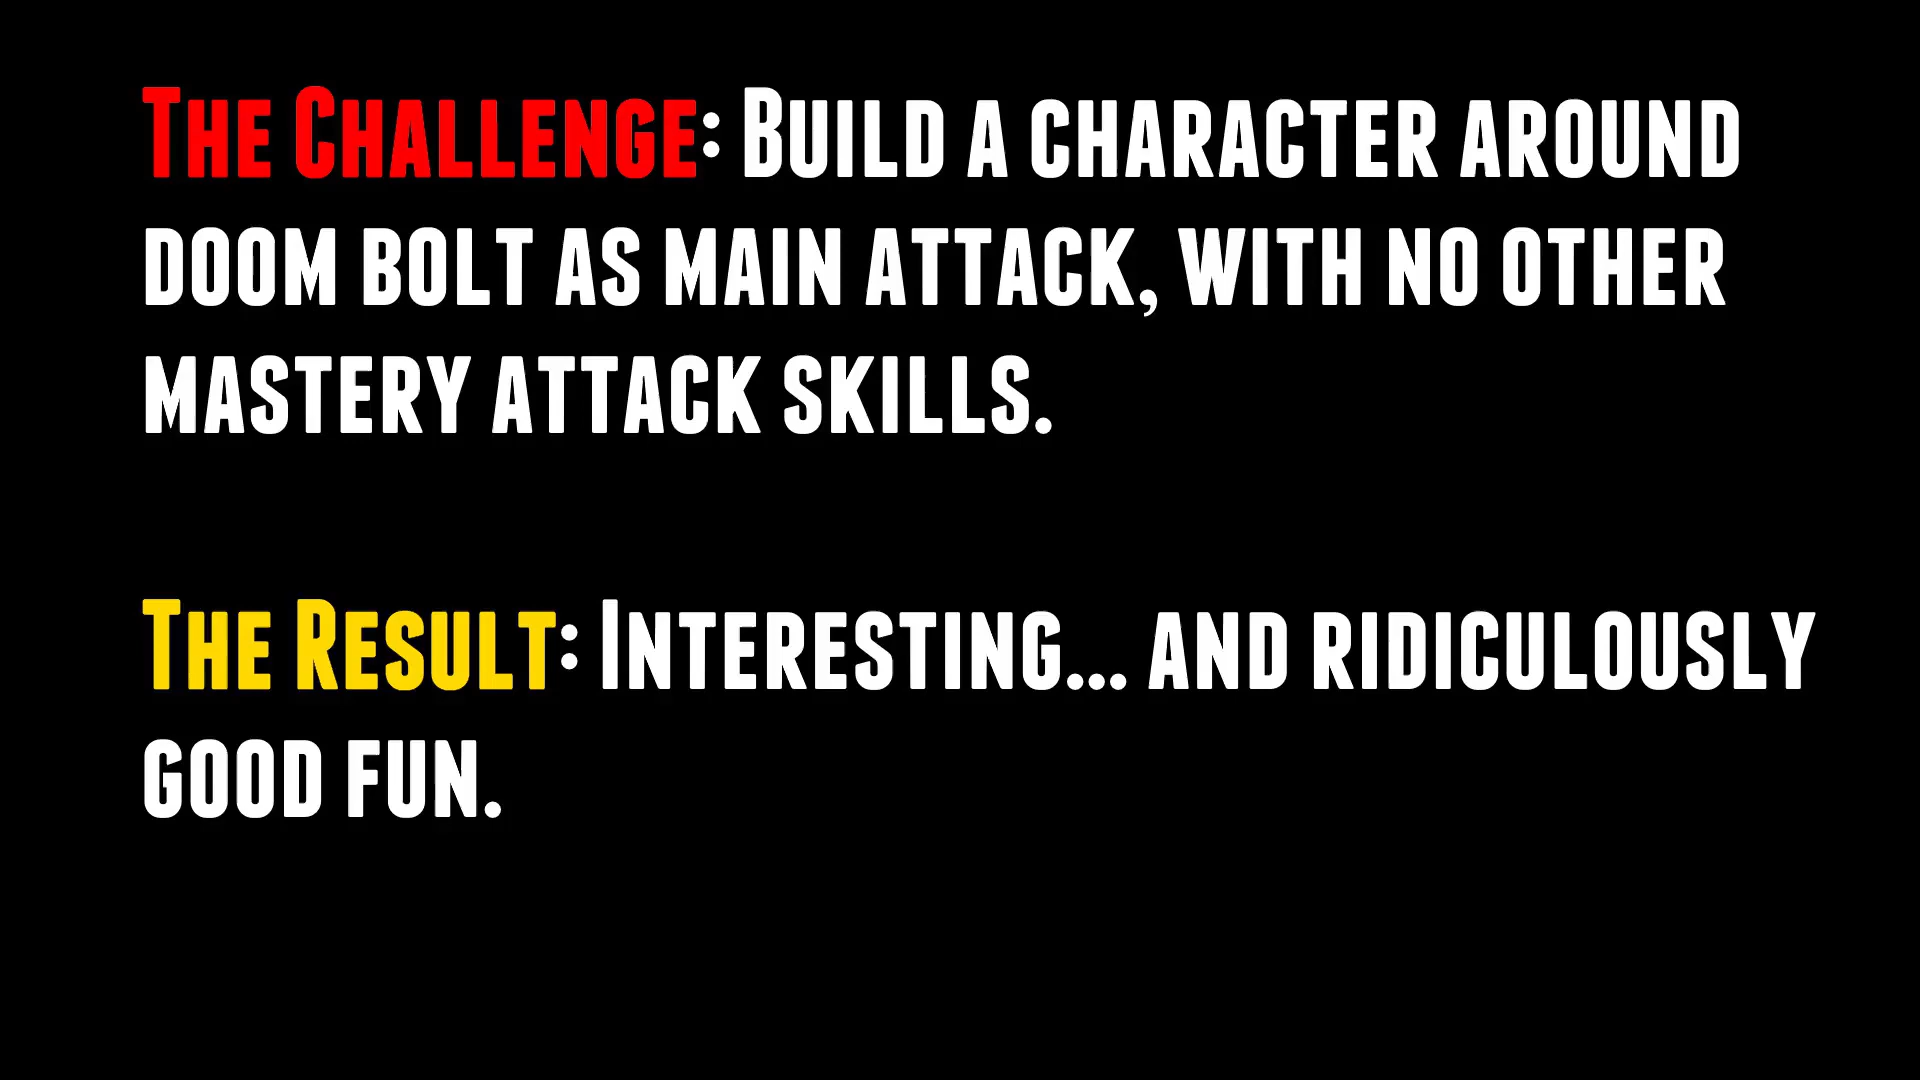 The Challenge: Build a character around
doom bolt as main attack, with no other
mastery attack skills.
The Result: Interesting... and ridiculously
good fun.